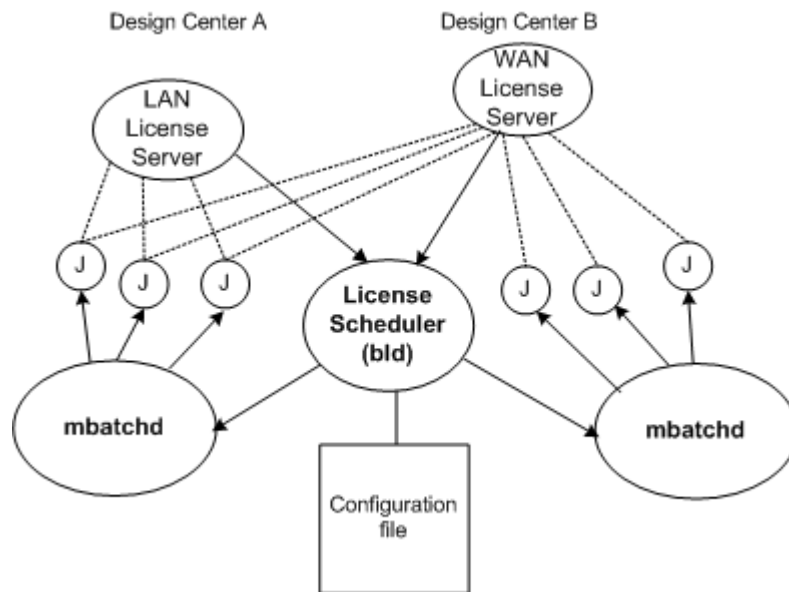 Design Center A
Design Center B
LAN
License
Server
WAN
License
Server
J
J
J
J
J
J
License
Scheduler
(bld)
mbatchd
mbatchd
Configuration
file